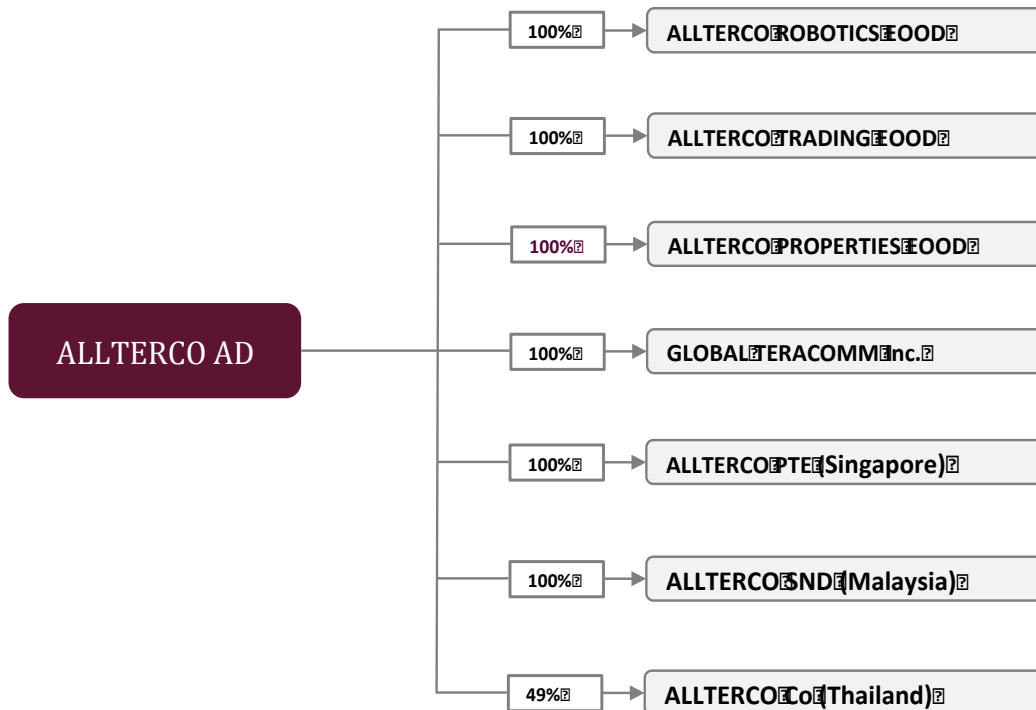 100%
ALLTERCO ROBOTICS EOOD
100%
ALLTERCO TRADING EOOD
100%
ALLTERCO PROPERTIES EOOD
ALLTERCO AD
100%
GLOBAL TERACOMM Inc.
100%
ALLTERCO PTE (Singapore)
100%
ALLTERCO SND (Malaysia)
49%
ALLTERCO Co (Thailand)